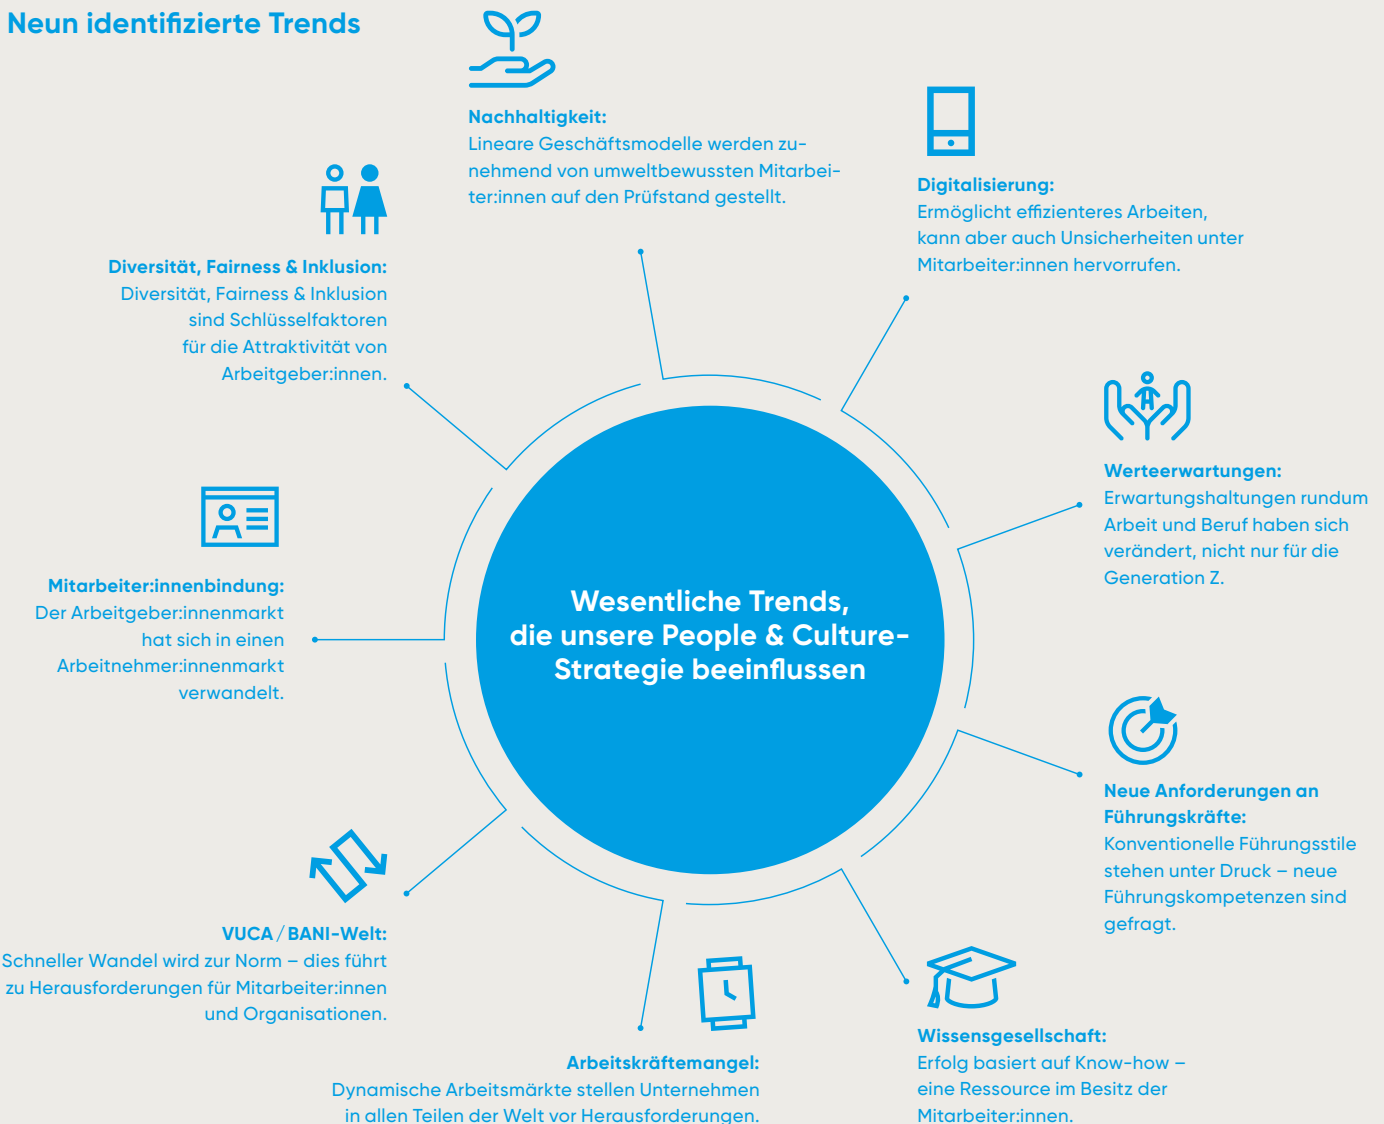 Neun identifizierte Trends
Nachhaltigkeit:
Lineare Geschäftsmodelle werden zu-
nehmend von umweltbewussten Mitarbei-
ter:innen auf den Prüfstand gestellt.
Digitalisierung:
Ermöglicht effizienteres Arbeiten,
kann aber auch Unsicherheiten unter
Mitarbeiter:innen hervorrufen.
Werteerwartungen:
Erwartungshaltungen rundum
Arbeit und Beruf haben sich
verändert, nicht nur für die
Generation Z.
Neue Anforderungen an
Führungskräfte:
Konventionelle Führungsstile
stehen unter Druck – neue
Führungskompetenzen sind
gefragt.
Wissensgesellschaft:
Erfolg basiert auf Know-how –
eine Ressource im Besitz der
Mitarbeiter:innen.
Arbeitskräftemangel:
Dynamische Arbeitsmärkte stellen Unternehmen
in allen Teilen der Welt vor Herausforderungen.
VUCA / BANI-Welt:
Schneller Wandel wird zur Norm – dies führt
zu Herausforderungen für Mitarbeiter:innen
und Organisationen.
Mitarbeiter:innenbindung:
Der Arbeitgeber:innenmarkt
hat sich in einen
Arbeitnehmer:innenmarkt
verwandelt.
Diversität, Fairness & Inklusion:
Diversität, Fairness & Inklusion
sind Schlüsselfaktoren
für die Attraktivität von
Arbeitgeber:innen.
Wesentliche Trends,
die unsere People & Culture-
Strategie beeinflussen